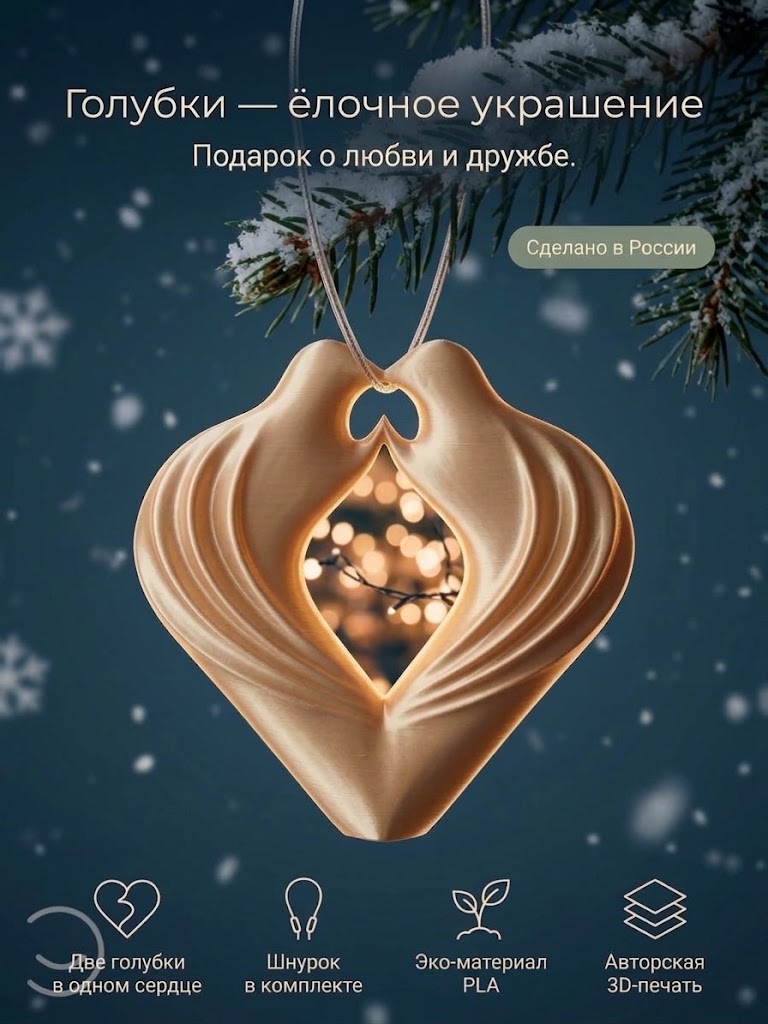 Голубки — ёлочное украшение
Подарок о любви и дружбе.
Сделано в России
Две голубки
в одном сердце
Шнурок
в комплекте
Эко-материал
PLA
Авторская
3D-печать